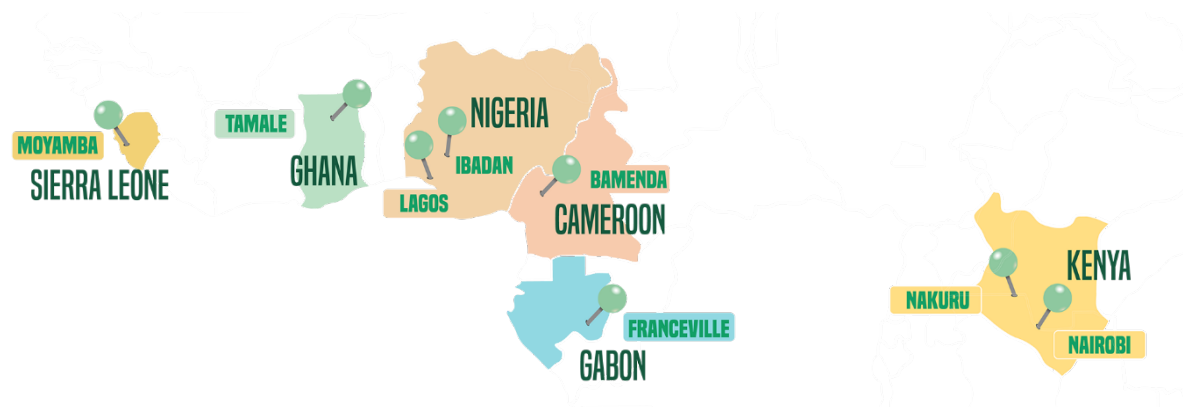 MOYAMBA
SIERRA LEONE
TAMALE
GHANA
NIGERIA
IBADAN
LAGOS
BAMENDA
CAMEROON
FRANCEVILLE
GABON
KENYA
NAKURU
NAIROBI